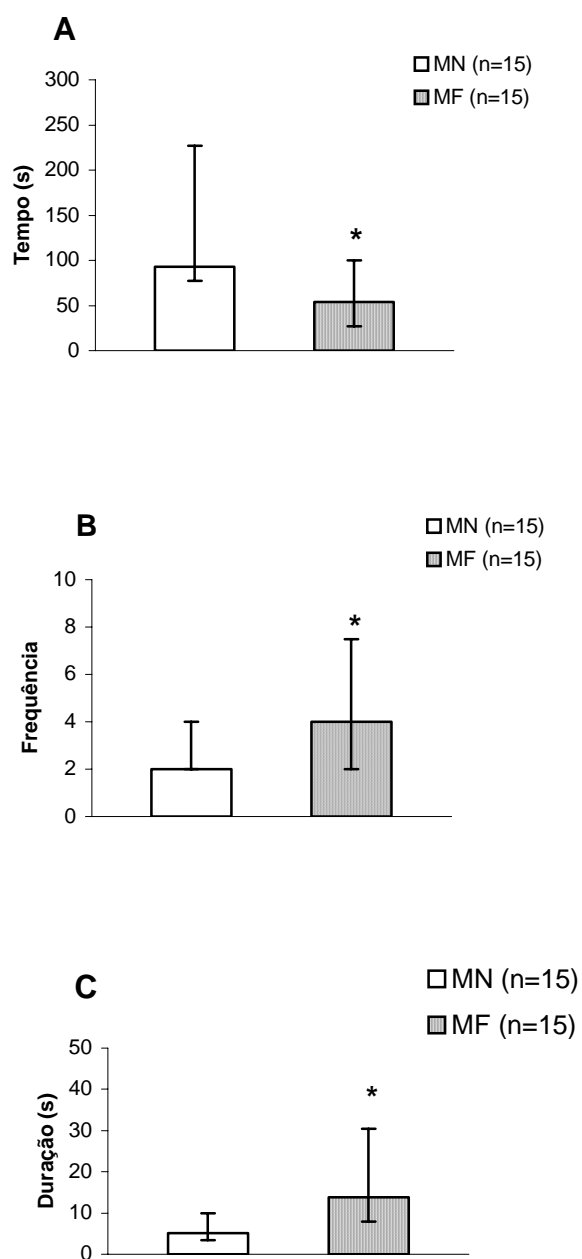 A
MN (n=15)
MF (n=15)
300
250
200
150
100
50
0
Tempo (s)
*
B
MN (n=15)
MF (n=15)
10
8
6
4
2
0
Frequência
*
C
MN (n=15)
MF (n=15)
50
40
30
20
10
0
Duração (s)
*